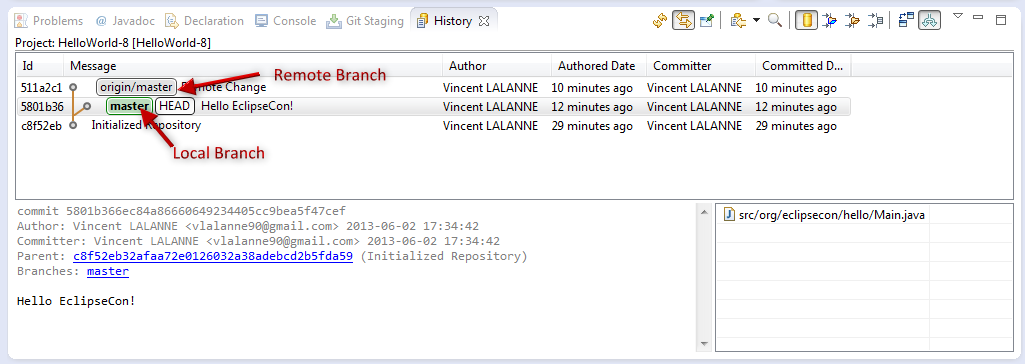 Problems @ Javadoc Declaration Console Git Staging History
Project: HelloWorld-8 [HelloWorld-8]
Id Message Author Authored Date Committer Committed D...
Remote Branch
511a2c1 origin/master Remote Change Vincent LALANNE 10 minutes ago Vincent LALANNE 10 minutes ago
5801b36 master HEAD Hello EclipseCon! Vincent LALANNE 12 minutes ago Vincent LALANNE 12 minutes ago
c8f52eb Initialized Repository Vincent LALANNE 29 minutes ago Vincent LALANNE 29 minutes ago
Local Branch
commit 5801b366ec84a86660649234405cc9bea5f47cef
Author: Vincent LALANNE <vlalanne90@gmail.com> 2013-06-02 17:34:42
Committer: Vincent LALANNE <vlalanne90@gmail.com> 2013-06-02 17:34:42
Parent: c8f52eb32afaa72e0126032a38adebcd2b5fda59 (Initialized Repository)
Branches: master
Hello EclipseCon!
src/org/eclipsecon/hello/Main.java